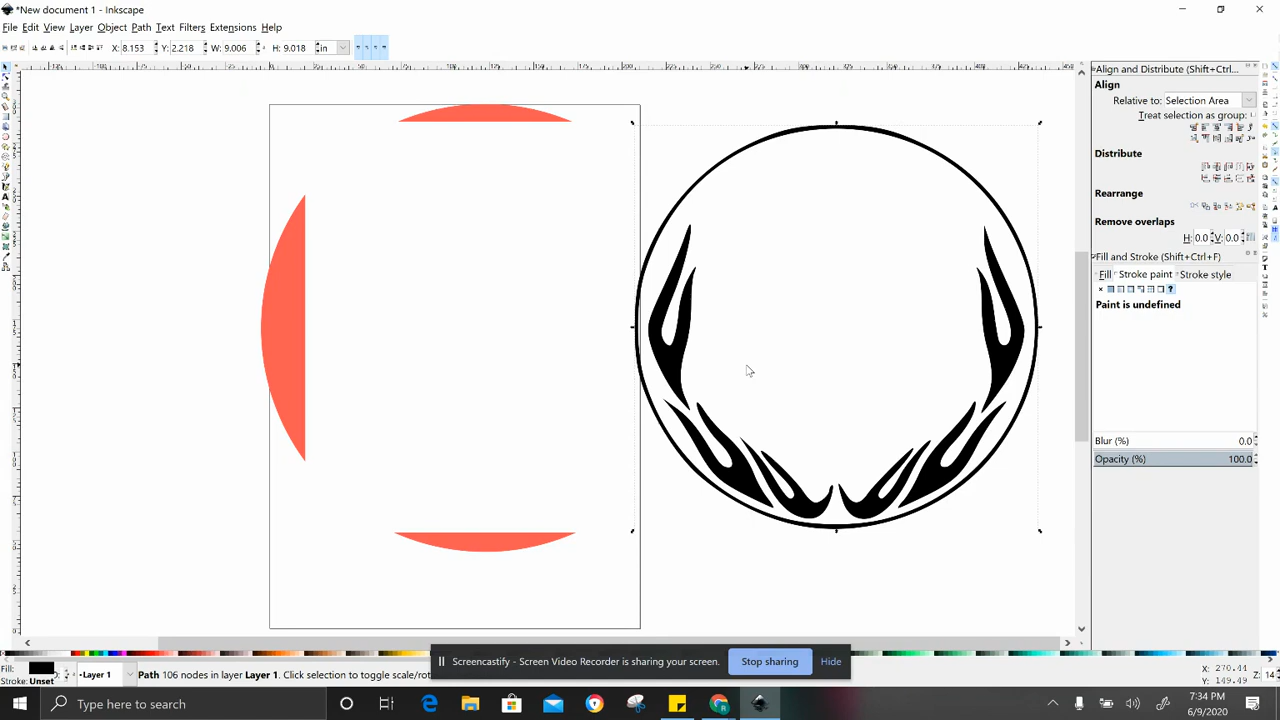 *New document 1 - Inkscape
File Edit View Layer Object Path Text Filters Extensions Help
X: 8.153 Y: 2.218 W: 9.006 H: 9.018 in
Align and Distribute (Shift+Ctrl...
Align
Relative to: Selection Area
Treat selection as group:
Distribute
Rearrange
Remove overlaps
H: 0.0 V: 0.0
Fill and Stroke (Shift+Ctrl+F)
Fill Stroke paint Stroke style
Paint is undefined
Blur (%) 0.0
Opacity (%) 100.0
Screencastify - Screen Video Recorder is sharing your screen. Stop sharing Hide
Fill:
Stroke: Unset
Layer 1
Path 106 nodes in layer Layer 1. Click selection to toggle scale/rot
X: 270.44
Y: 149.49
Z: 14
Type here to search
7:34 PM
6/9/2020